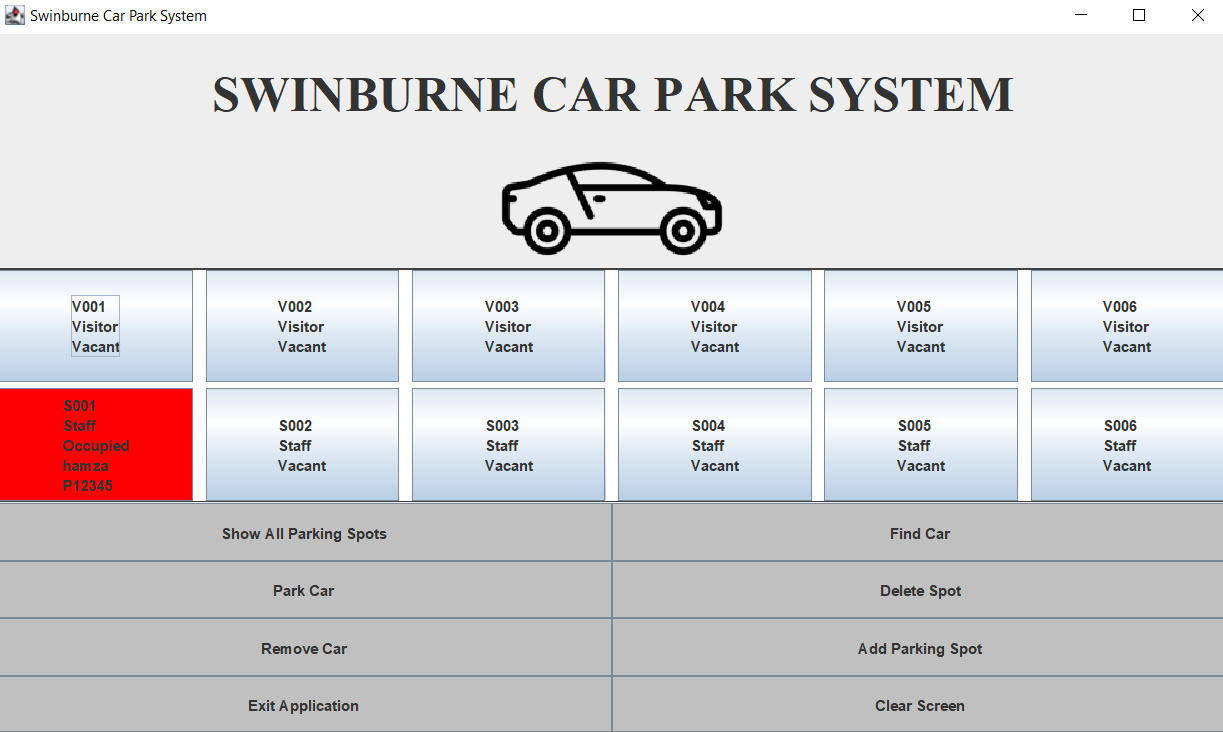 Swinburne Car Park System
SWINBURNE CAR PARK SYSTEM
V001
Visitor
Vacant
V002
Visitor
Vacant
V003
Visitor
Vacant
V004
Visitor
Vacant
V005
Visitor
Vacant
V006
Visitor
Vacant
S001
Staff
Occupied
hamza
P12345
S002
Staff
Vacant
S003
Staff
Vacant
S004
Staff
Vacant
S005
Staff
Vacant
S006
Staff
Vacant
Show All Parking Spots
Find Car
Park Car
Delete Spot
Remove Car
Add Parking Spot
Exit Application
Clear Screen